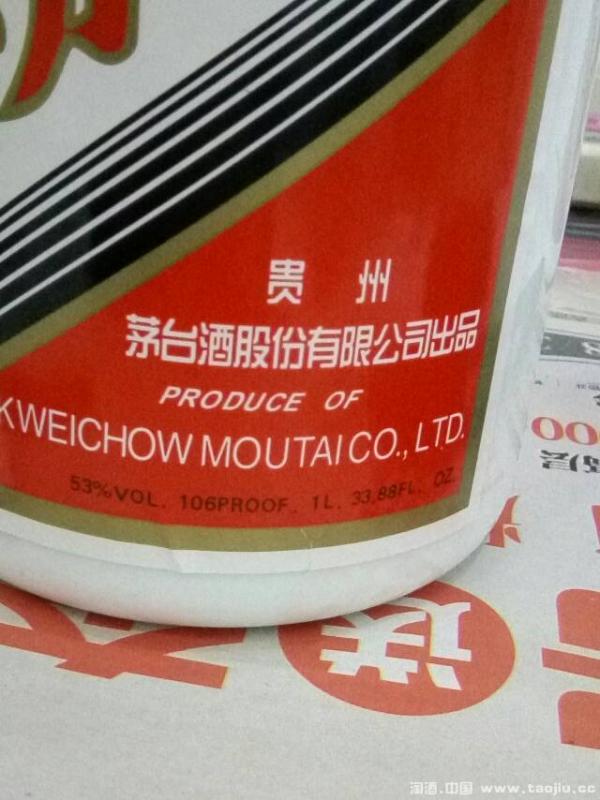 贵州
茅台酒股份有限公司出品
PRODUCE OF
KWEICHOW MOUTAI CO., LTD.
53%VOL. 106PROOF. 1L. 33.88FL. OZ.
送
淘酒.中国 www.taojiu.cc